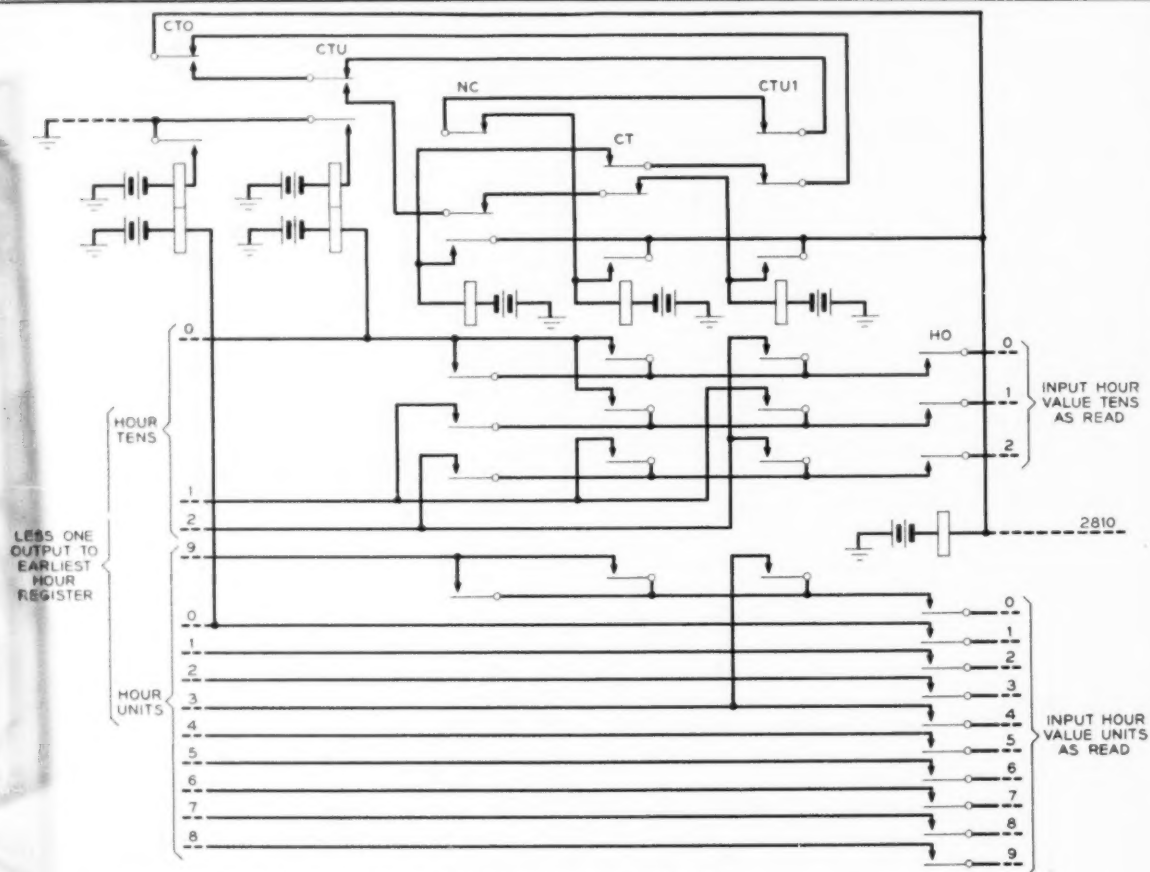 CTO
CTU
NC
CTU1
CT
0
HO
0
1
2
INPUT HOUR
VALUE TENS
AS READ
HOUR
TENS
1
2
2810
LESS ONE
OUTPUT TO
EARLIEST
HOUR
REGISTER
9
0
1
2
3
4
5
6
7
8
HOUR
UNITS
0
1
2
3
4
5
6
7
8
9
INPUT HOUR
VALUE UNITS
AS READ